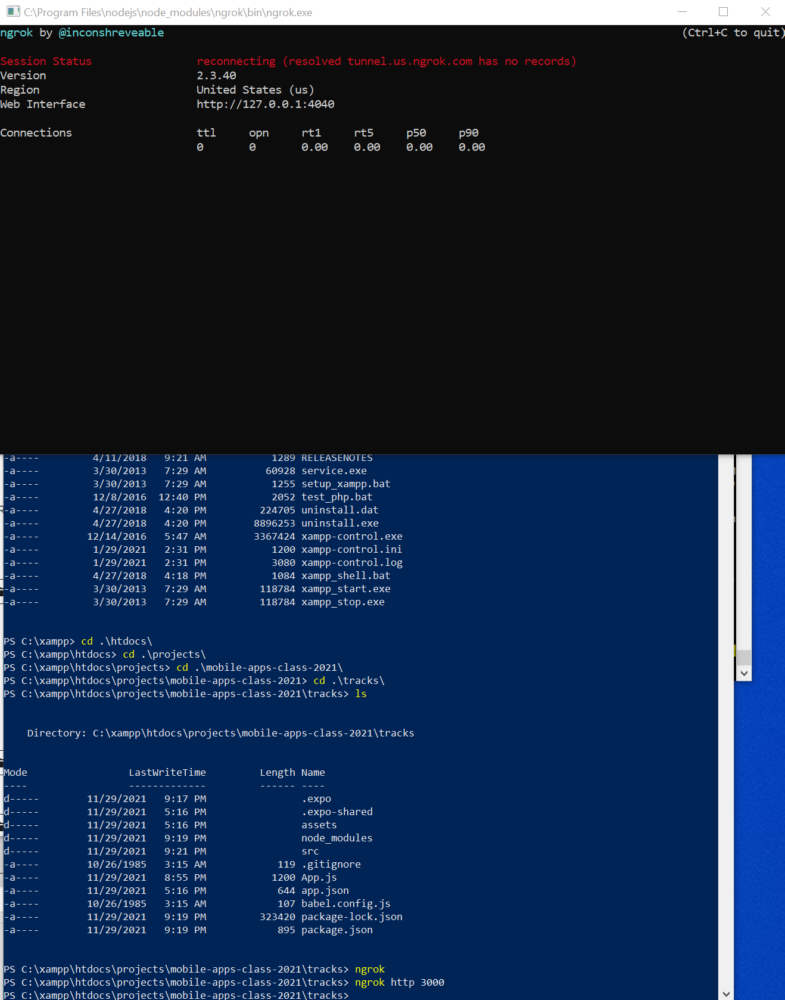 C:\Program Files\nodejs\node_modules\ngrok\bin\ngrok.exe
ngrok by @inconshreveable (Ctrl+C to quit)
Session Status reconnecting (resolved tunnel.us.ngrok.com has no records)
Version 2.3.40
Region United States (us)
Web Interface http://127.0.0.1:4040
Connections ttl opn rt1 rt5 p50 p90
0 0 0.00 0.00 0.00 0.00
-a---- 4/11/2018 9:21 AM 1289 RELEASENOTES
-a---- 3/30/2013 7:29 AM 60928 service.exe
-a---- 3/30/2013 7:29 AM 1255 setup_xampp.bat
-a---- 12/8/2016 12:40 PM 2052 test_php.bat
-a---- 4/27/2018 4:20 PM 224705 uninstall.dat
-a---- 4/27/2018 4:20 PM 8896253 uninstall.exe
-a---- 12/14/2016 5:47 AM 3367424 xampp-control.exe
-a---- 1/29/2021 2:31 PM 1200 xampp-control.ini
-a---- 1/29/2021 2:31 PM 3080 xampp-control.log
-a---- 4/27/2018 4:18 PM 1084 xampp_shell.bat
-a---- 3/30/2013 7:29 AM 118784 xampp_start.exe
-a---- 3/30/2013 7:29 AM 118784 xampp_stop.exe
PS C:\xampp> cd .\htdocs\
PS C:\xampp\htdocs> cd .\projects\
PS C:\xampp\htdocs\projects> cd .\mobile-apps-class-2021\
PS C:\xampp\htdocs\projects\mobile-apps-class-2021> cd .\tracks\
PS C:\xampp\htdocs\projects\mobile-apps-class-2021\tracks> ls
Directory: C:\xampp\htdocs\projects\mobile-apps-class-2021\tracks
Mode LastWriteTime Length Name
---- ------------- ------ ----
d----- 11/29/2021 9:17 PM .expo
d----- 11/29/2021 5:16 PM .expo-shared
d----- 11/29/2021 5:16 PM assets
d----- 11/29/2021 9:19 PM node_modules
d----- 11/29/2021 9:21 PM src
-a---- 10/26/1985 3:15 AM 119 .gitignore
-a---- 11/29/2021 8:55 PM 1200 App.js
-a---- 11/29/2021 5:16 PM 644 app.json
-a---- 10/26/1985 3:15 AM 107 babel.config.js
-a---- 11/29/2021 9:19 PM 323420 package-lock.json
-a---- 11/29/2021 9:19 PM 895 package.json
PS C:\xampp\htdocs\projects\mobile-apps-class-2021\tracks> ngrok
PS C:\xampp\htdocs\projects\mobile-apps-class-2021\tracks> ngrok http 3000
PS C:\xampp\htdocs\projects\mobile-apps-class-2021\tracks>